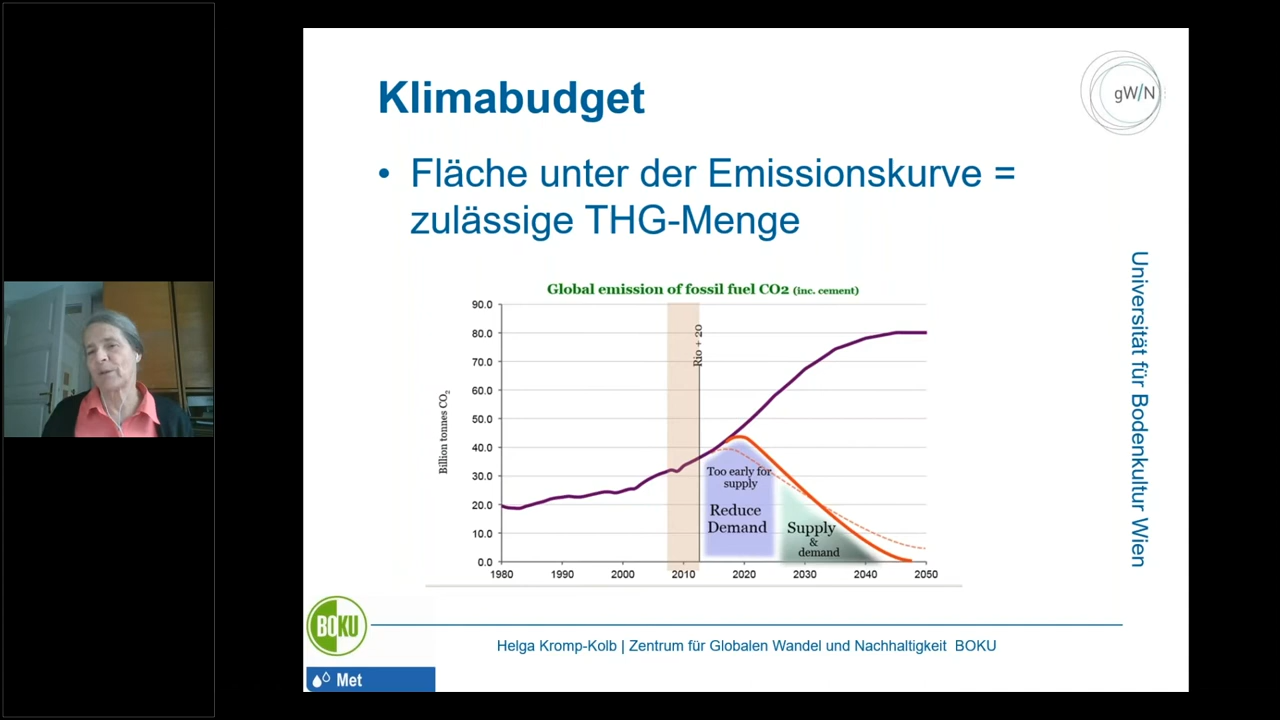 Klimabudget
gW/N
• Fläche unter der Emissionskurve =
zulässige THG-Menge
Universität für Bodenkultur Wien
Global emission of fossil fuel CO2 (inc. cement)
Billion tonnes CO₂
90.0
80.0
70.0
60.0
50.0
40.0
30.0
20.0
10.0
0.0
Rio + 20
Too early for
supply
Reduce
Demand
Supply
&
demand
1980 1990 2000 2010 2020 2030 2040 2050
BOKU
Helga Kromp-Kolb | Zentrum für Globalen Wandel und Nachhaltigkeit BOKU
Met